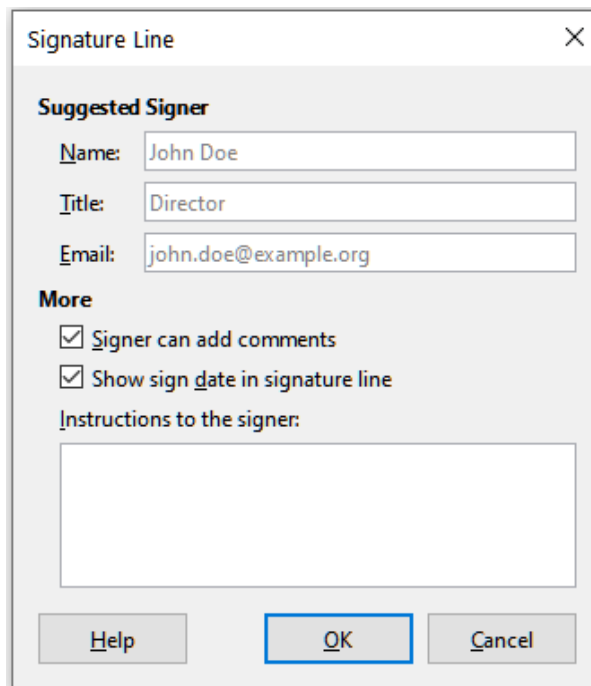 Signature Line
Suggested Signer
Name: John Doe
Title: Director
Email: john.doe@example.org
More
Signer can add comments
Show sign date in signature line
Instructions to the signer:
Help OK Cancel